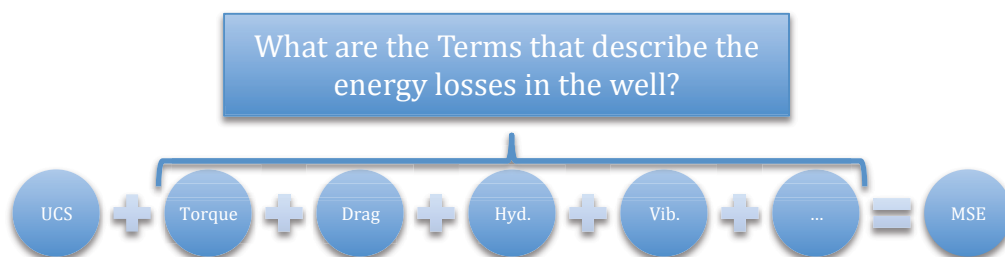 What are the Terms that describe the
energy losses in the well?
UCS + Torque + Drag + Hyd. + Vib. + ... = MSE